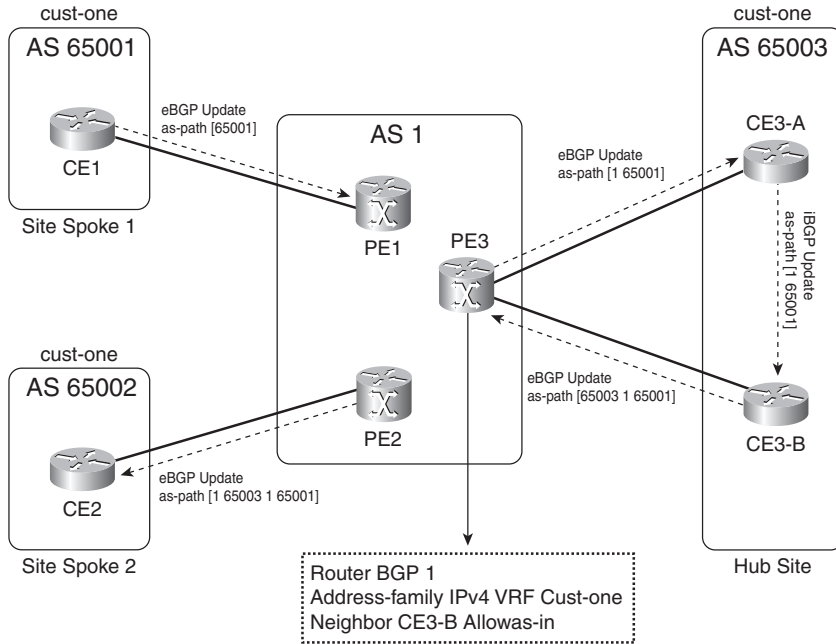 cust-one
AS 65001
CE1
Site Spoke 1
eBGP Update
as-path [65001]
cust-one
AS 65002
CE2
Site Spoke 2
eBGP Update
as-path [1 65003 1 65001]
AS 1
PE1
PE3
PE2
eBGP Update
as-path [1 65001]
eBGP Update
as-path [65003 1 65001]
cust-one
AS 65003
CE3-A
iBGP Update
as-path [1 65001]
CE3-B
Hub Site
Router BGP 1
Address-family IPv4 VRF Cust-one
Neighbor CE3-B Allowas-in